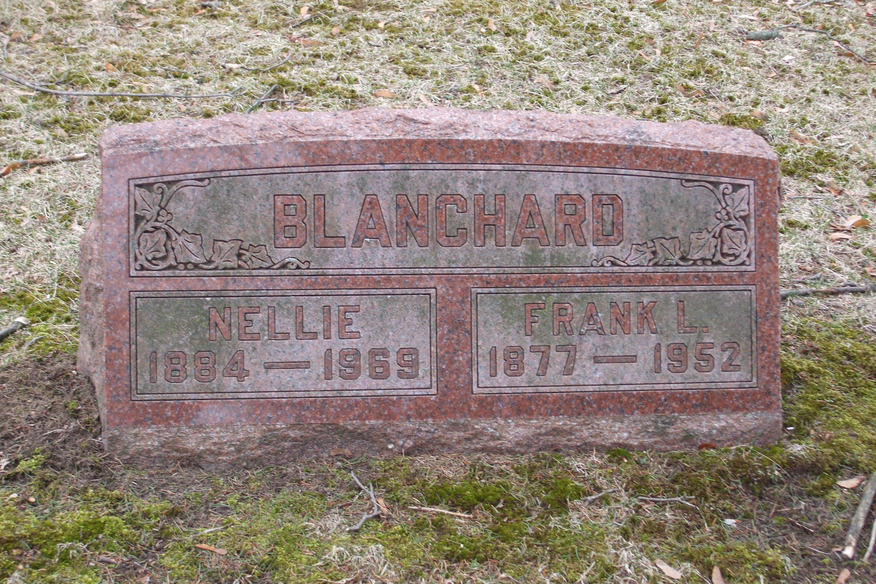 BLANCHARD
NELLIE
1884—1969
FRANK L.
1877—1952